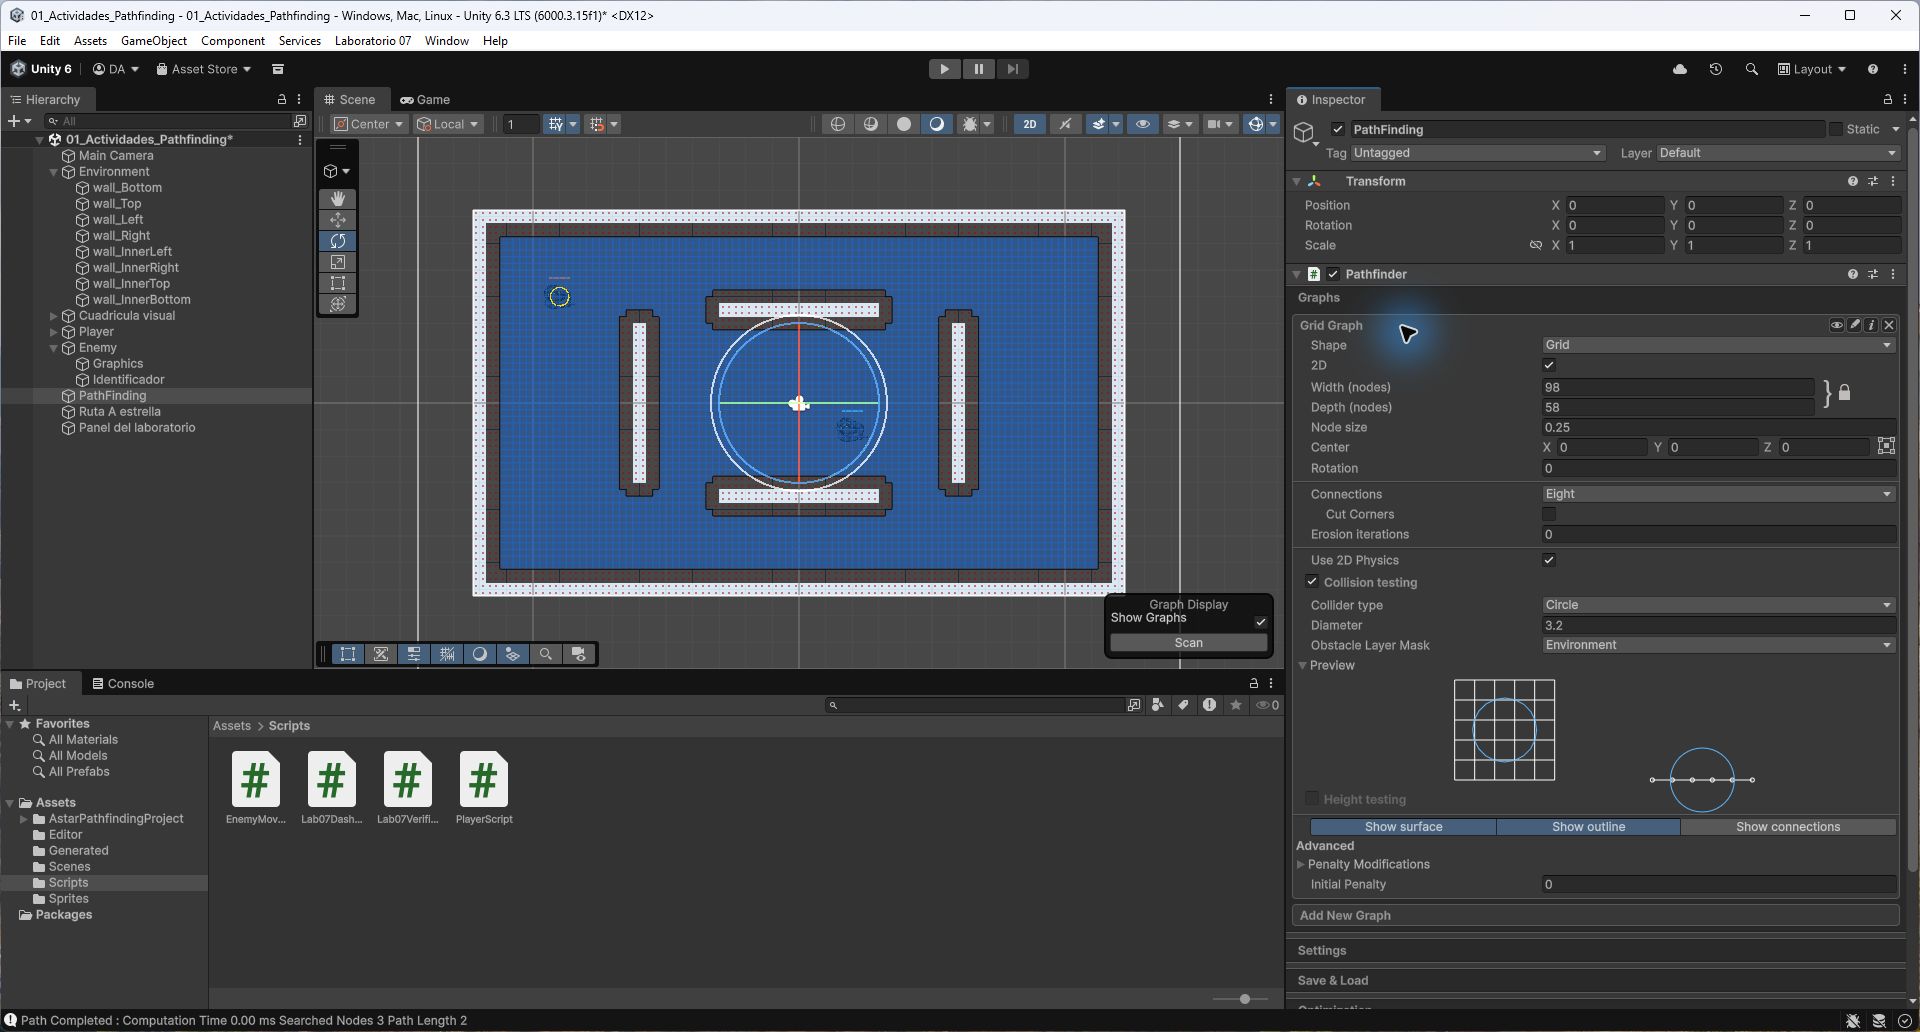 01_Actividades_Pathfinding - 01_Actividades_Pathfinding - Windows, Mac, Linux - Unity 6.3 LTS (6000.3.15f1)* <DX12>
File Edit Assets GameObject Component Services Laboratorio 07 Window Help
Unity 6 DA Asset Store Layout
Hierarchy
All
01_Actividades_Pathfinding*
Main Camera
Environment
wall_Bottom
wall_Top
wall_Left
wall_Right
wall_InnerLeft
wall_InnerRight
wall_InnerTop
wall_InnerBottom
Cuadricula visual
Player
Enemy
Graphics
Identificador
PathFinding
Ruta A estrella
Panel del laboratorio
Scene Game
Center Local 1 2D
Graph Display
Show Graphs
Scan
Project Console
0
Favorites
All Materials
All Models
All Prefabs
Assets
AstarPathfindingProject
Editor
Generated
Scenes
Scripts
Sprites
Packages
Assets > Scripts
EnemyMov... Lab07Dash... Lab07Verifi... PlayerScript
Inspector
PathFinding Static
Tag Untagged Layer Default
Transform
Position X 0 Y 0 Z 0
Rotation X 0 Y 0 Z 0
Scale X 1 Y 1 Z 1
# Pathfinder
Graphs
Grid Graph
Shape Grid
2D
Width (nodes) 98
Depth (nodes) 58
Node size 0.25
Center X 0 Y 0 Z 0
Rotation 0
Connections Eight
Cut Corners
Erosion iterations 0
Use 2D Physics
Collision testing
Collider type Circle
Diameter 3.2
Obstacle Layer Mask Environment
Preview
Height testing
Show surface Show outline Show connections
Advanced
Penalty Modifications
Initial Penalty 0
Add New Graph
Settings
Save & Load
Path Completed : Computation Time 0.00 ms Searched Nodes 3 Path Length 2